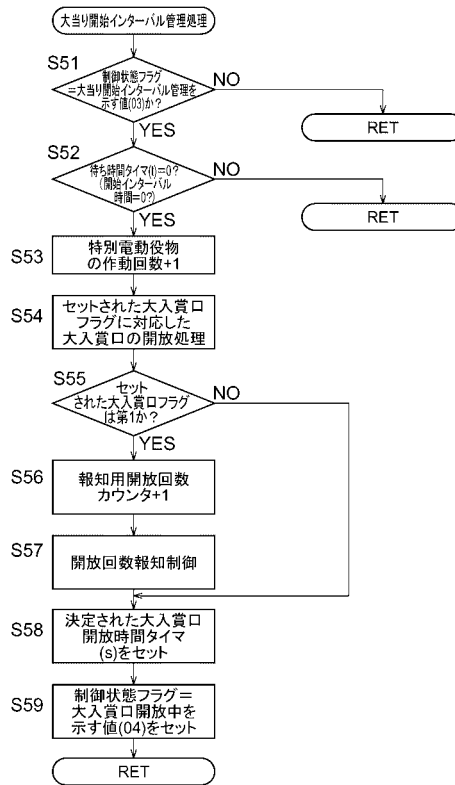 大当り開始インターバル管理処理
S51
制御状態フラグ
=大当り開始インターバル管理を
示す値(03)か?
NO
RET
YES
S52
待ち時間タイマ(t)=0?
(開始インターバル
時間=0?)
NO
RET
YES
S53
特別電動役物
の作動回数+1
S54
セットされた大入賞口
フラグに対応した
大入賞口の開放処理
S55
セット
された大入賞口フラグ
は第1か?
NO
YES
S56
報知用開放回数
カウンタ+1
S57
開放回数報知制御
S58
決定された大入賞口
開放時間タイマ
(s)をセット
S59
制御状態フラグ=
大入賞口開放中を
示す値(04)をセット
RET